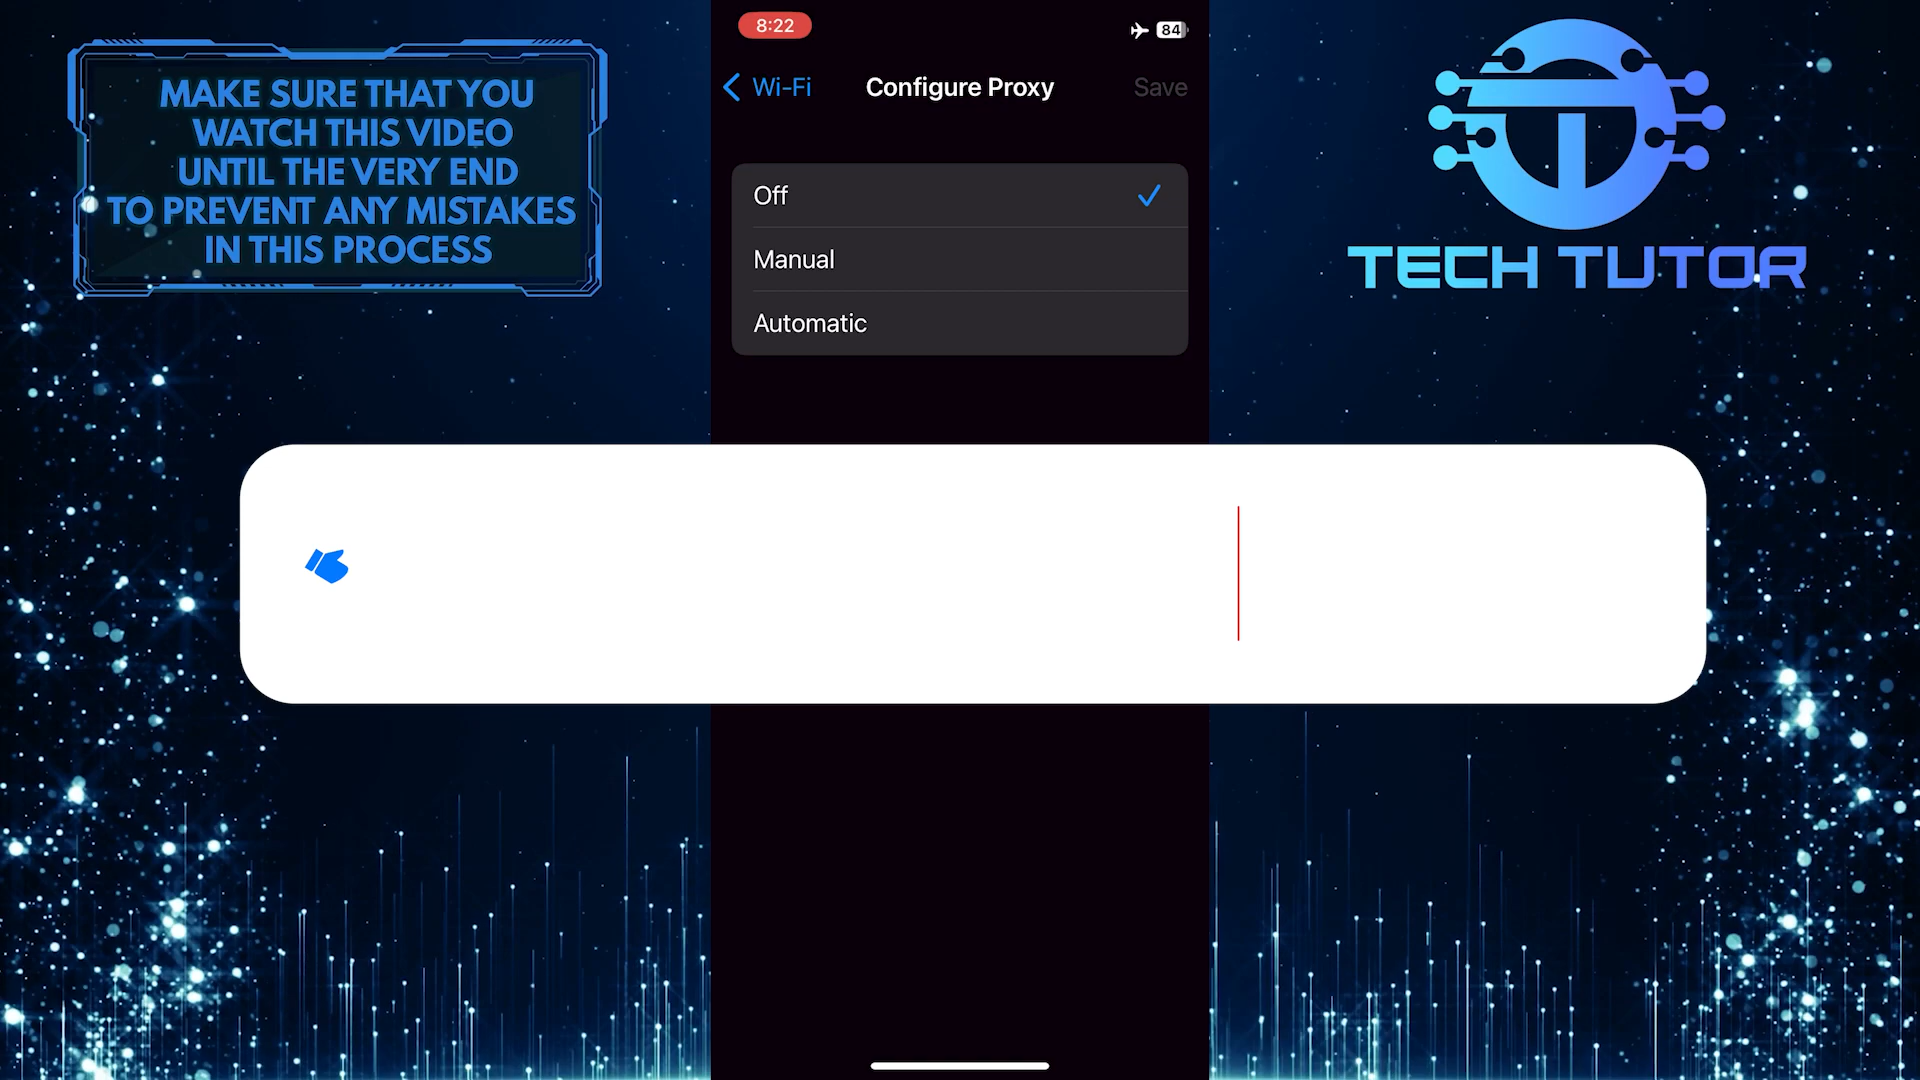 MAKE SURE THAT YOU
WATCH THIS VIDEO
UNTIL THE VERY END
TO PREVENT ANY MISTAKES
IN THIS PROCESS
8:22
84
Wi-Fi
Configure Proxy
Save
Off
Manual
Automatic
TECH TUTOR